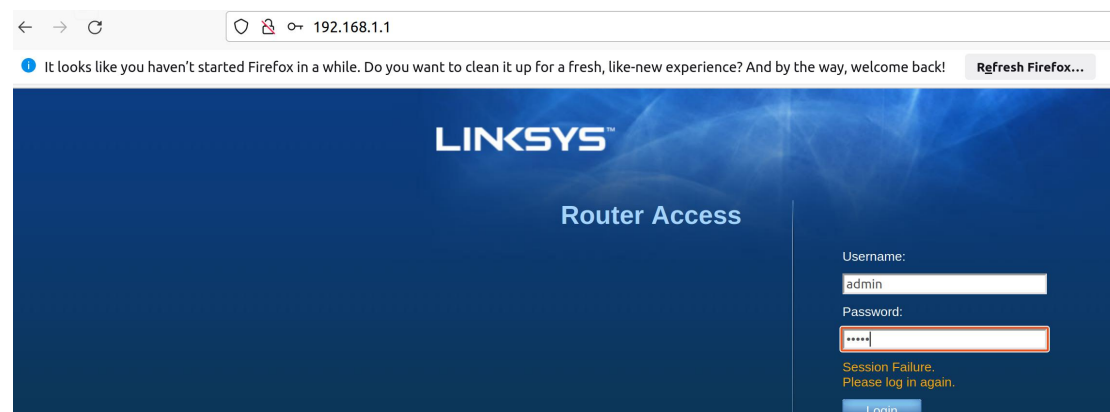 192.168.1.1
It looks like you haven't started Firefox in a while. Do you want to clean it up for a fresh, like-new experience? And by the way, welcome back! Refresh Firefox...
LINKSYS™
Router Access
Username:
admin
Password:
•••••
Session Failure.
Please log in again.
Login